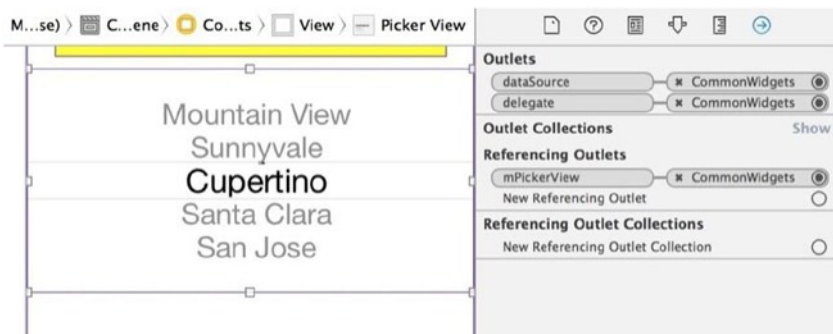 M...se) C...ene) Co...ts View Picker View
Mountain View
Sunnyvale
Cupertino
Santa Clara
San Jose
Outlets
dataSource CommonWidgets
delegate CommonWidgets
Outlet Collections Show
Referencing Outlets
mPickerView CommonWidgets
New Referencing Outlet
Referencing Outlet Collections
New Referencing Outlet Collection